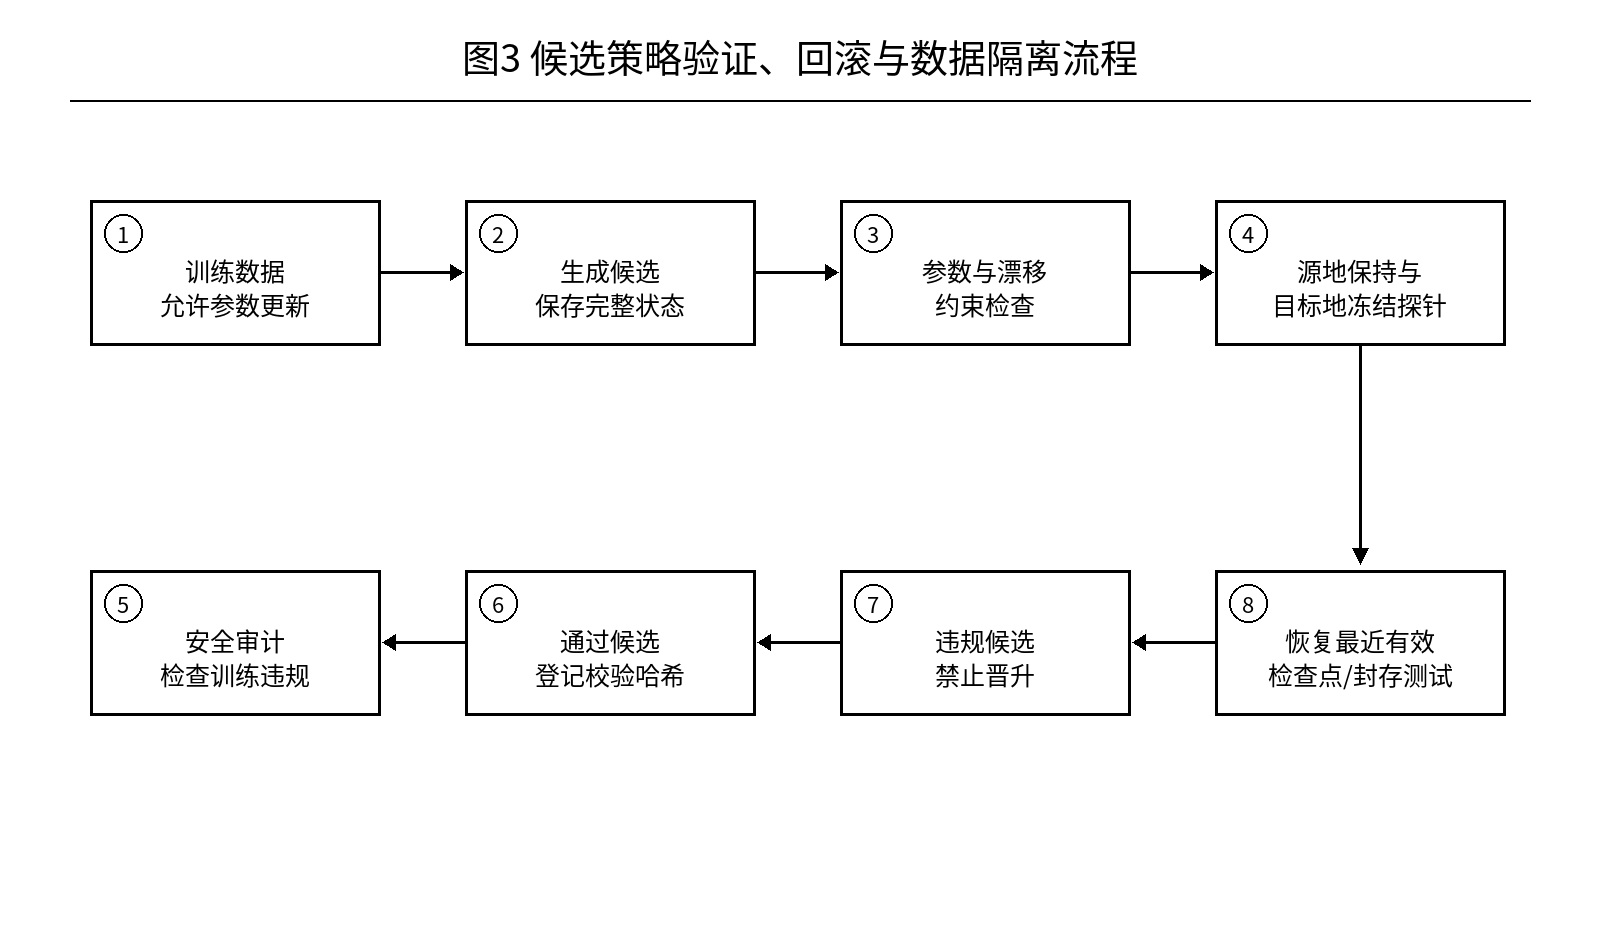 图3 候选策略验证、回滚与数据隔离流程
1
训练数据
允许参数更新
2
生成候选
保存完整状态
3
参数与漂移
约束检查
4
源地保持与
目标地冻结探针
5
安全审计
检查训练违规
6
通过候选
登记校验哈希
7
违规候选
禁止晋升
8
恢复最近有效
检查点/封存测试